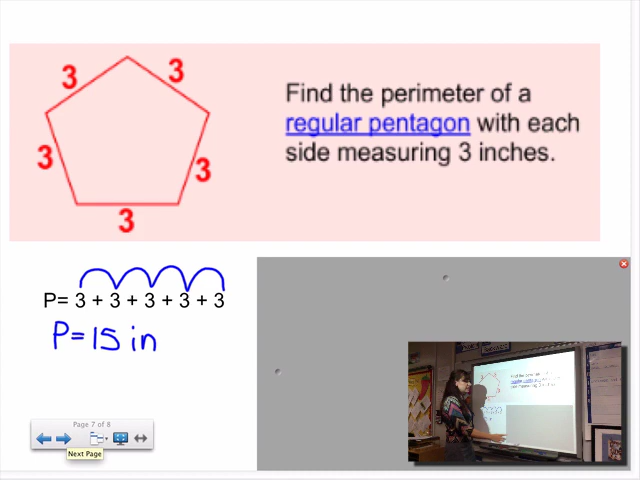 3
3
Find the perimeter of a
regular pentagon with each
side measuring 3 inches.
3
3
3
P= 3 + 3 + 3 + 3 + 3
P=15 in
Page 7 of 8
Next Page